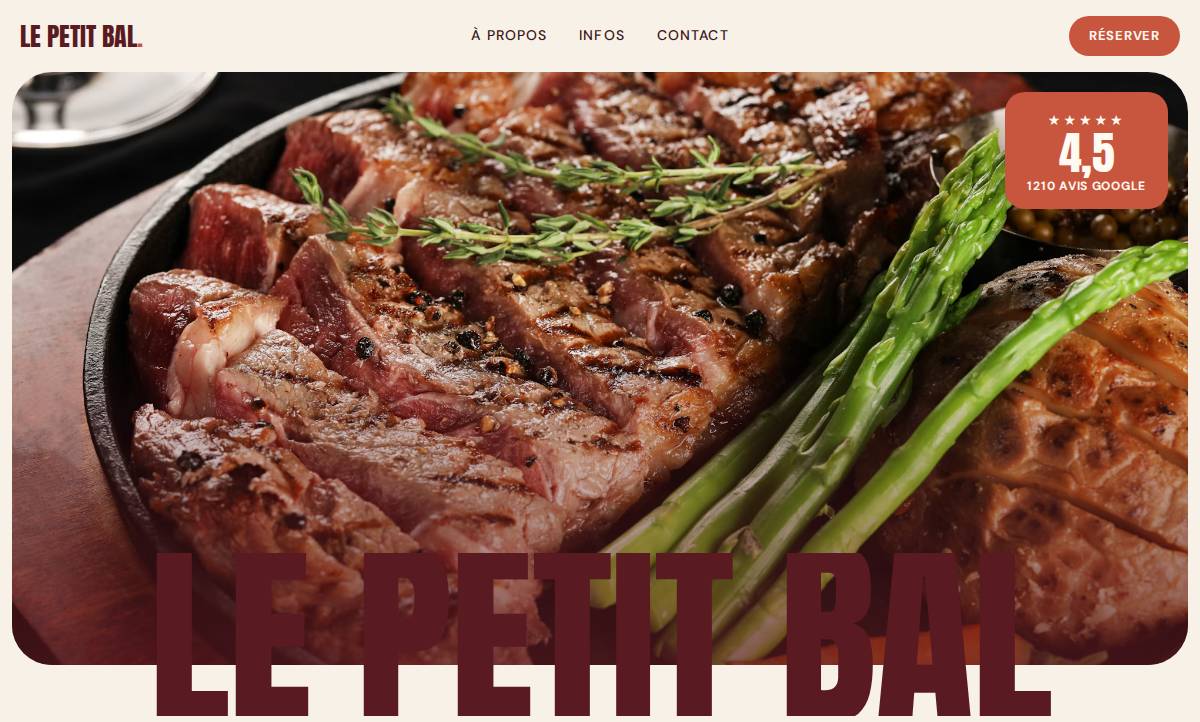 LE PETIT BAL.
À PROPOS
INFOS
CONTACT
RÉSERVER
★★★★★
4,5
1210 AVIS GOOGLE
LE PETIT BAL